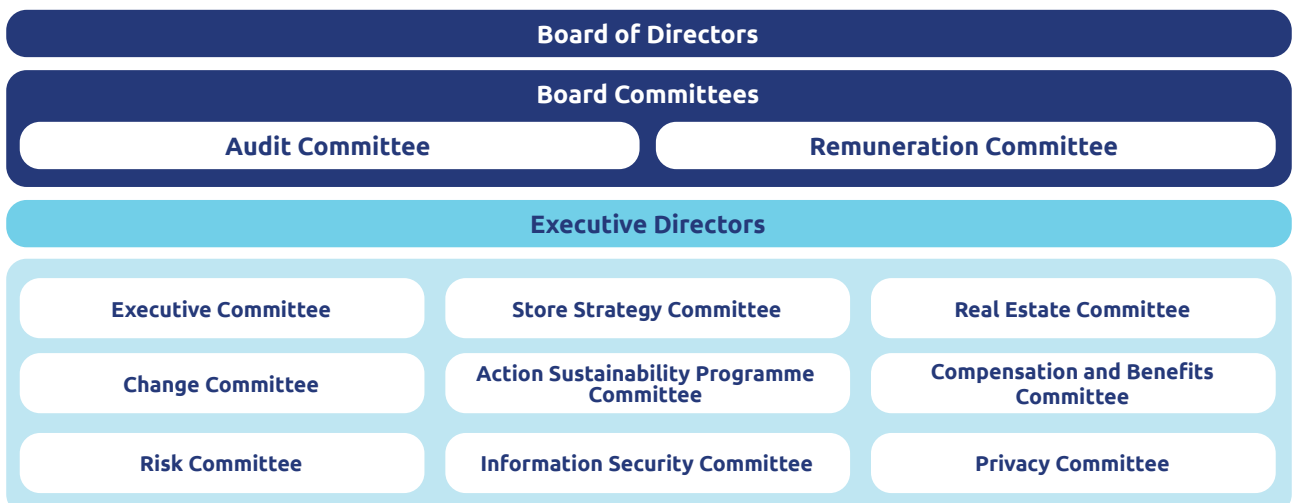 Board of Directors
Board Committees
Audit Committee
Remuneration Committee
Executive Directors
Executive Committee
Store Strategy Committee
Real Estate Committee
Change Committee
Action Sustainability Programme
Committee
Compensation and Benefits
Committee
Risk Committee
Information Security Committee
Privacy Committee